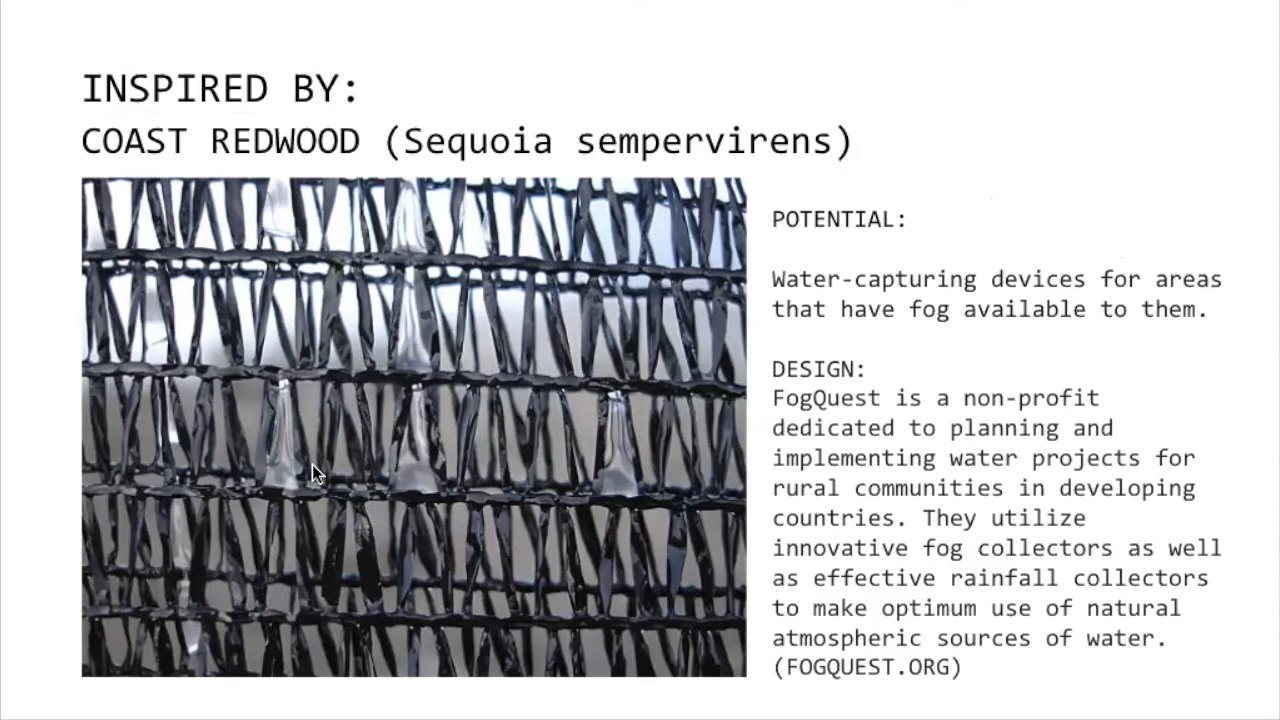 INSPIRED BY:
COAST REDWOOD (Sequoia sempervirens)
POTENTIAL:
Water-capturing devices for areas
that have fog available to them.
DESIGN:
FogQuest is a non-profit
dedicated to planning and
implementing water projects for
rural communities in developing
countries. They utilize
innovative fog collectors as well
as effective rainfall collectors
to make optimum use of natural
atmospheric sources of water.
(FOGQUEST.ORG)